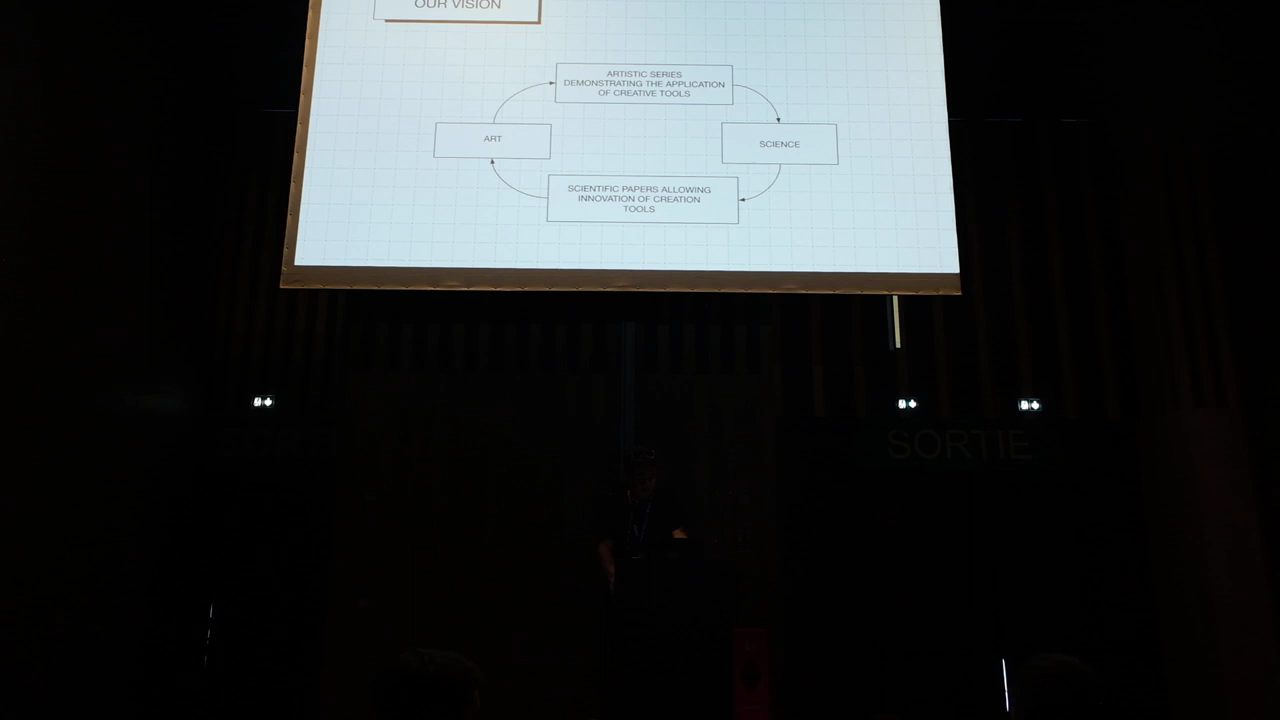 OUR VISION
ARTISTIC SERIES
DEMONSTRATING THE APPLICATION
OF CREATIVE TOOLS
ART
SCIENCE
SCIENTIFIC PAPERS ALLOWING
INNOVATION OF CREATION
TOOLS
SORTIE